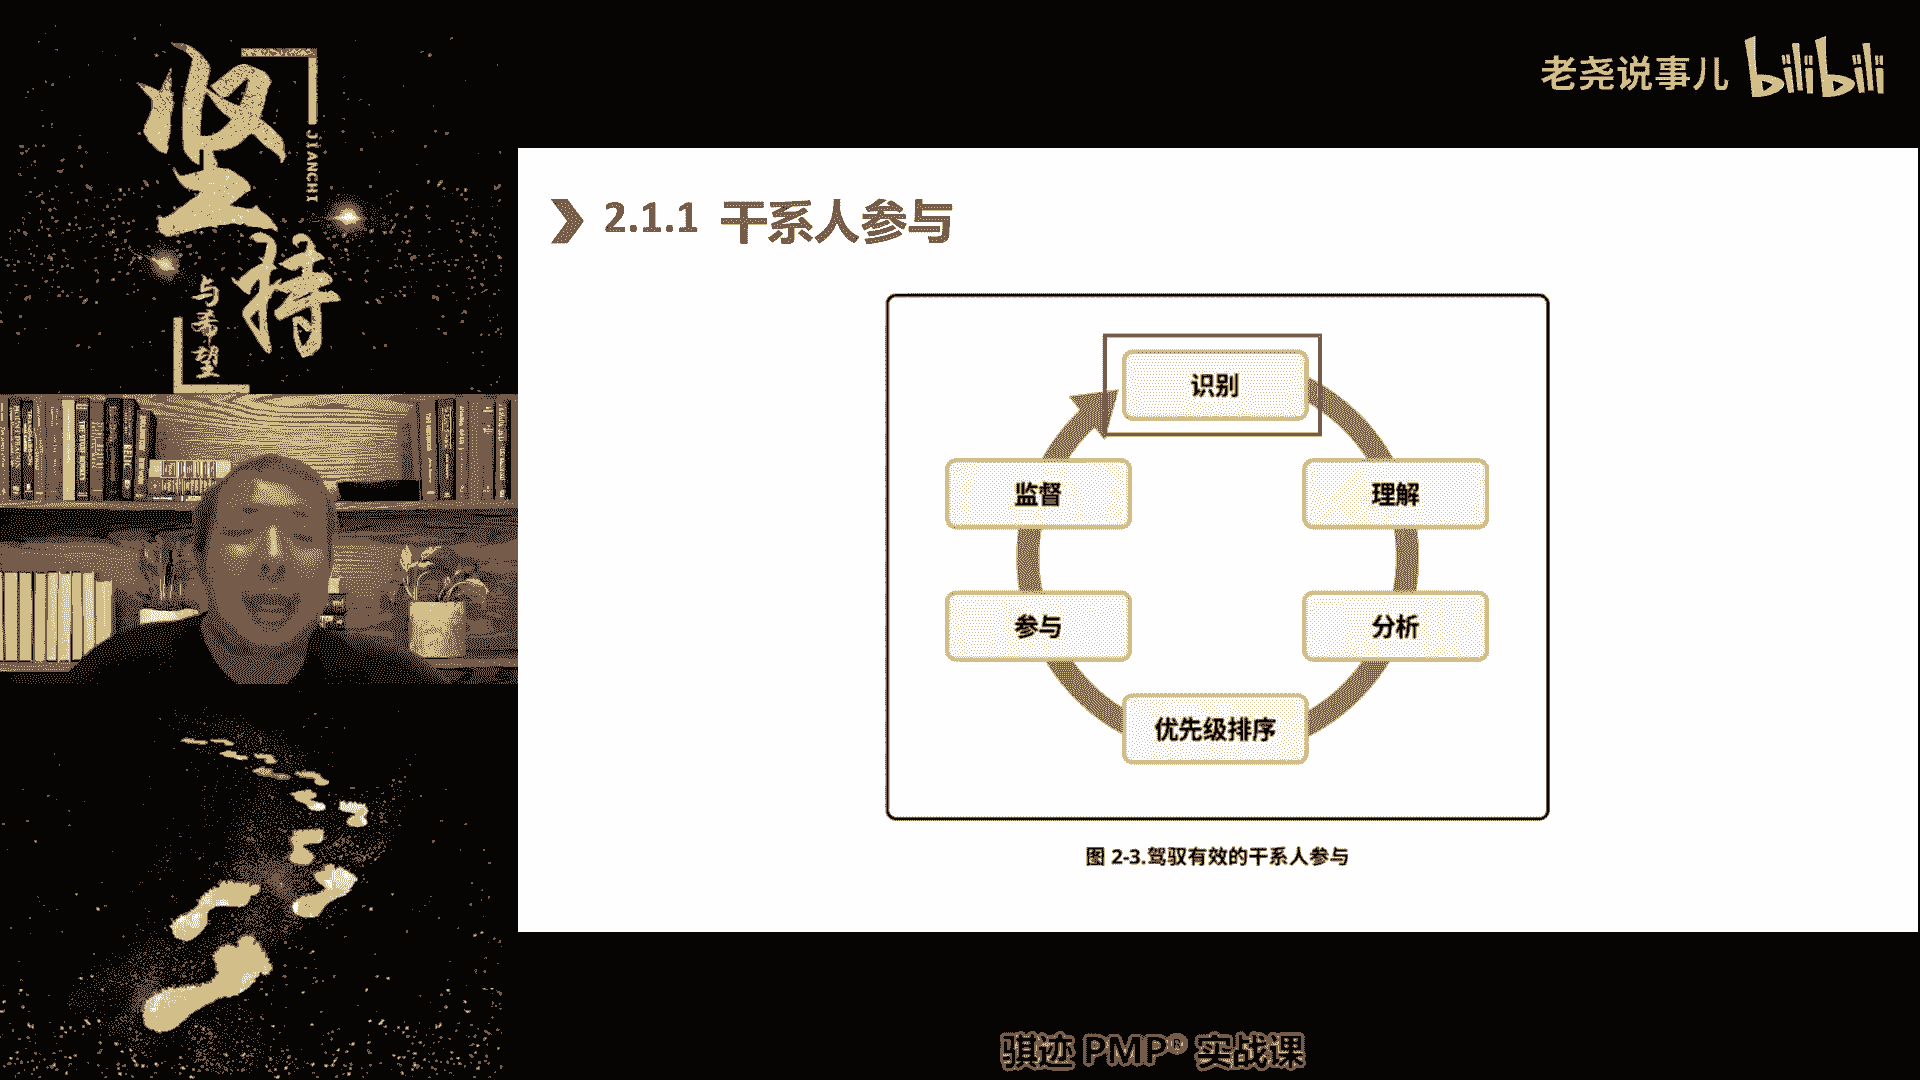 坚持
JIANCHI
与希望
老尧说事儿 bilibili
2.1.1 干系人参与
识别
理解
分析
优先级排序
参与
监督
图 2-3.驾驭有效的干系人参与
骐迹 PMP® 实战课